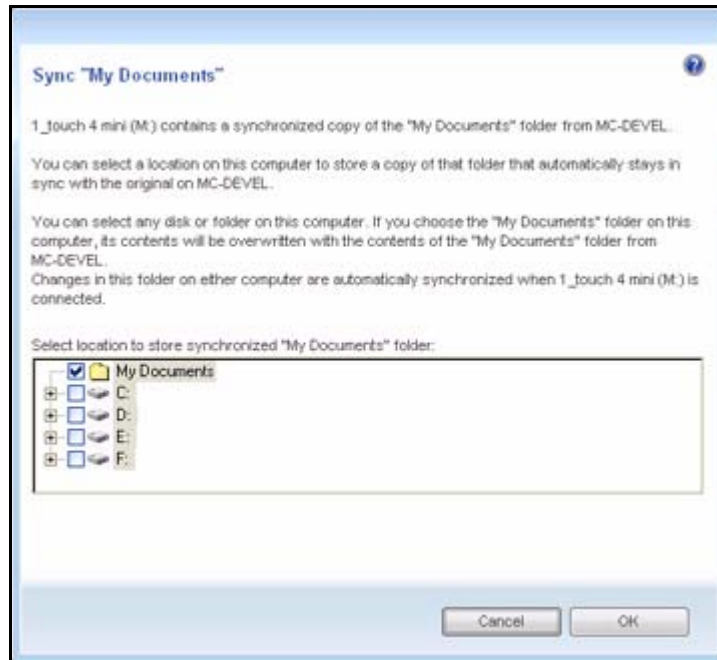 Sync "My Documents"
1_touch 4 mini (M:) contains a synchronized copy of the "My Documents" folder from MC-DEVEL.
You can select a location on this computer to store a copy of that folder that automatically stays in
sync with the original on MC-DEVEL.
You can select any disk or folder on this computer. If you choose the "My Documents" folder on this
computer, its contents will be overwritten with the contents of the "My Documents" folder from
MC-DEVEL.
Changes in this folder on either computer are automatically synchronized when 1_touch 4 mini (M:) is
connected.
Select location to store synchronized "My Documents" folder:
My Documents
C:
D:
E:
F:
Cancel OK